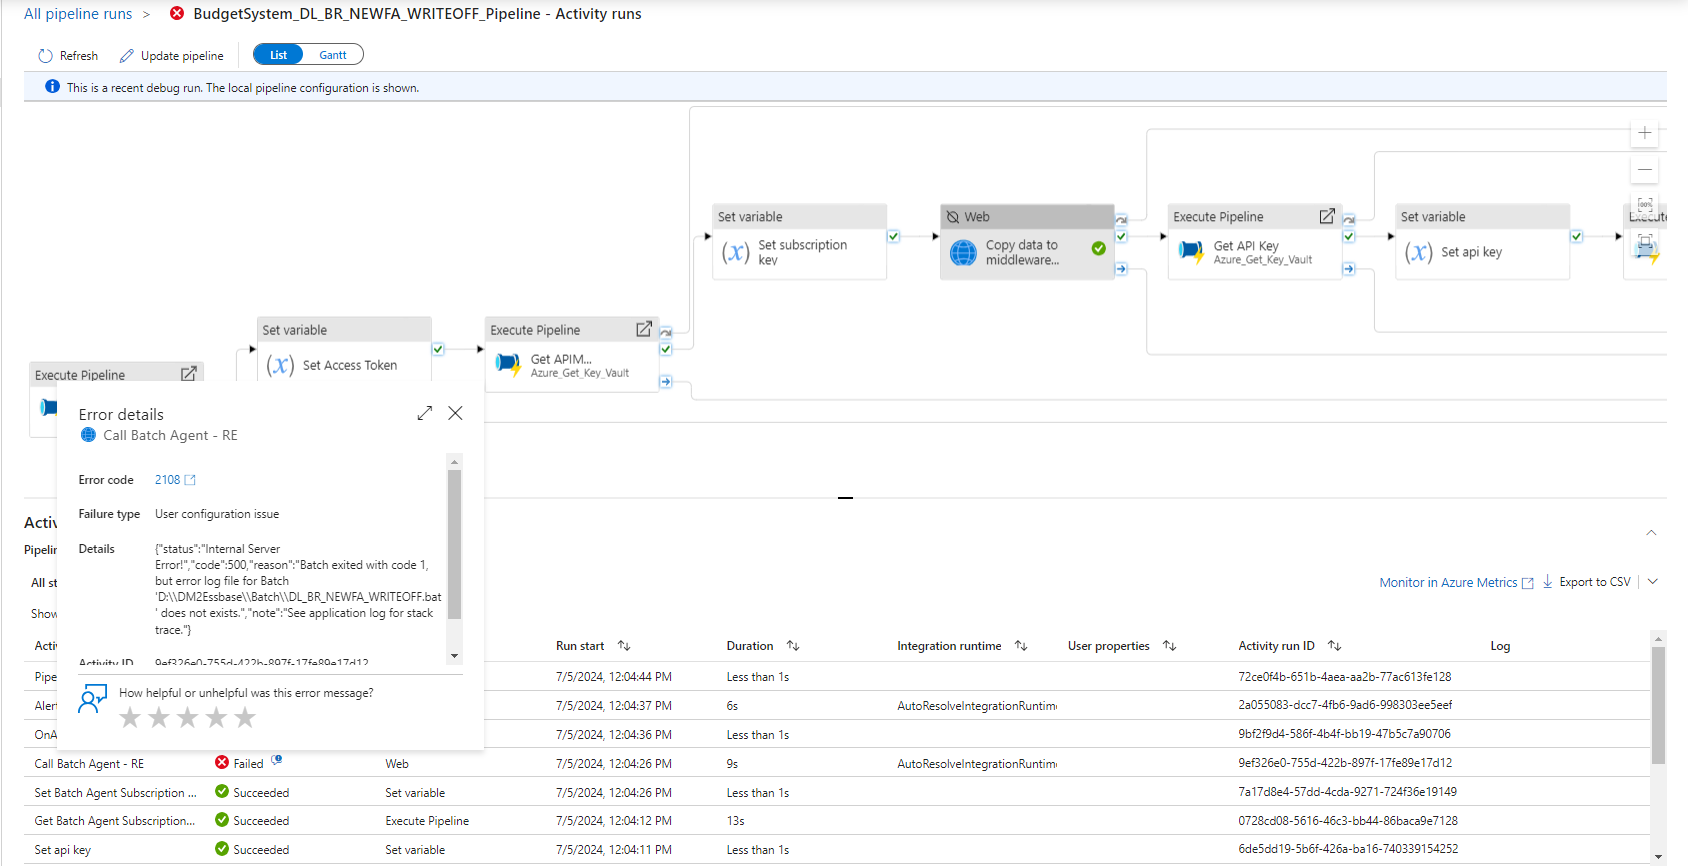 All pipeline runs > BudgetSystem_DL_BR_NEWFA_WRITEOFF_Pipeline - Activity runs
Refresh Update pipeline List Gantt
This is a recent debug run. The local pipeline configuration is shown.
Set variable
Set subscription
key
Web
Copy data to
middleware...
Execute Pipeline
Get API Key
Azure_Get_Key_Vault
Set variable
Set api key
Execute
Set variable
Set Access Token
Execute Pipeline
Get APIM...
Azure_Get_Key_Vault
Execute Pipeline
Error details
Call Batch Agent - RE
Error code 2108
Failure type User configuration issue
Details {"status":"Internal Server
Error!","code":500,"reason":"Batch exited with code 1,
but error log file for Batch
'D:\\DM2Essbase\\Batch\\DL_BR_NEWFA_WRITEOFF.bat
' does not exists.","note":"See application log for stack
trace."}
Activity ID 9ef326e0-755d-422b-897f-17fe89e17d12
How helpful or unhelpful was this error message?
Activ
Pipelin
All st
Show
Monitor in Azure Metrics Export to CSV
Activ Run start Duration Integration runtime User properties Activity run ID Log
Pipe 7/5/2024, 12:04:44 PM Less than 1s 72ce0f4b-651b-4aea-aa2b-77ac613fe128
Alert 7/5/2024, 12:04:37 PM 6s AutoResolveIntegrationRuntime 2a055083-dcc7-4fb6-9ad6-998303ee5eef
OnA 7/5/2024, 12:04:36 PM Less than 1s 9bf2f9d4-586f-4b4f-bb19-47b5c7a90706
Call Batch Agent - RE Failed Web 7/5/2024, 12:04:26 PM 9s AutoResolveIntegrationRuntime 9ef326e0-755d-422b-897f-17fe89e17d12
Set Batch Agent Subscription ... Succeeded Set variable 7/5/2024, 12:04:26 PM Less than 1s 7a17d8e4-57dd-4cda-9271-724f36e19149
Get Batch Agent Subscription... Succeeded Execute Pipeline 7/5/2024, 12:04:12 PM 13s 0728cd08-5616-46c3-bb44-86baca9e7128
Set api key Succeeded Set variable 7/5/2024, 12:04:11 PM Less than 1s 6de5dd19-5b6f-426a-ba16-740339154252